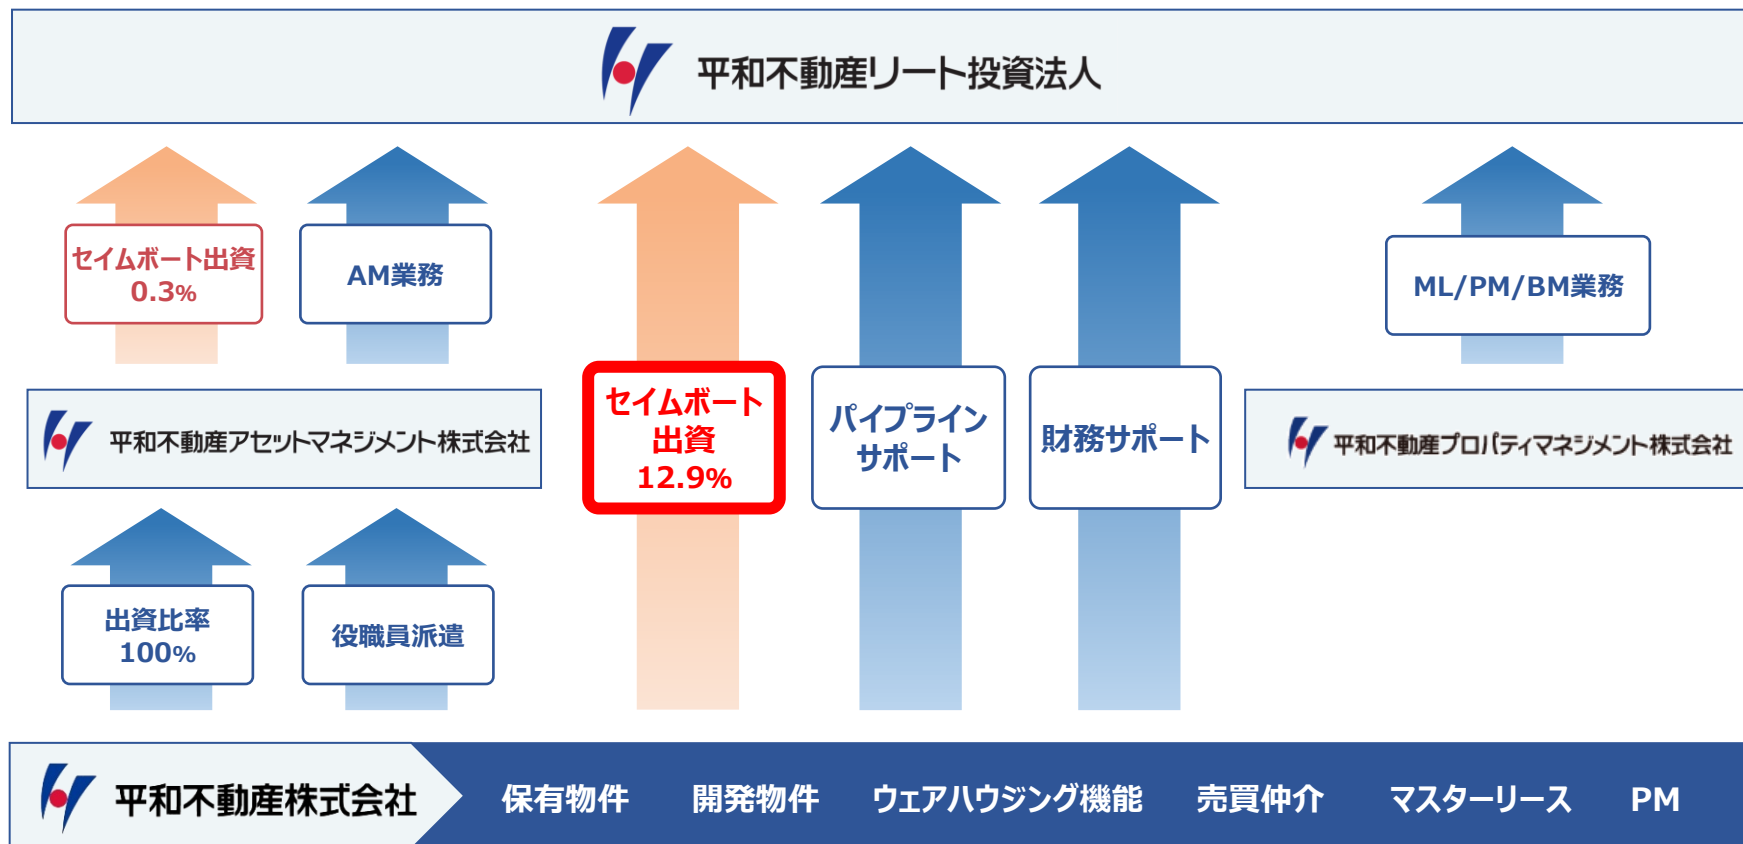 平和不動産リート投資法人
セイムボート出資
0.3%
AM業務
セイムボート
出資
12.9%
パイプライン
サポート
財務サポート
ML/PM/BM業務
平和不動産アセットマネジメント株式会社
平和不動産プロパティマネジメント株式会社
出資比率
100%
役職員派遣
平和不動産株式会社
保有物件 開発物件 ウェアハウジング機能 売買仲介 マスターリース PM